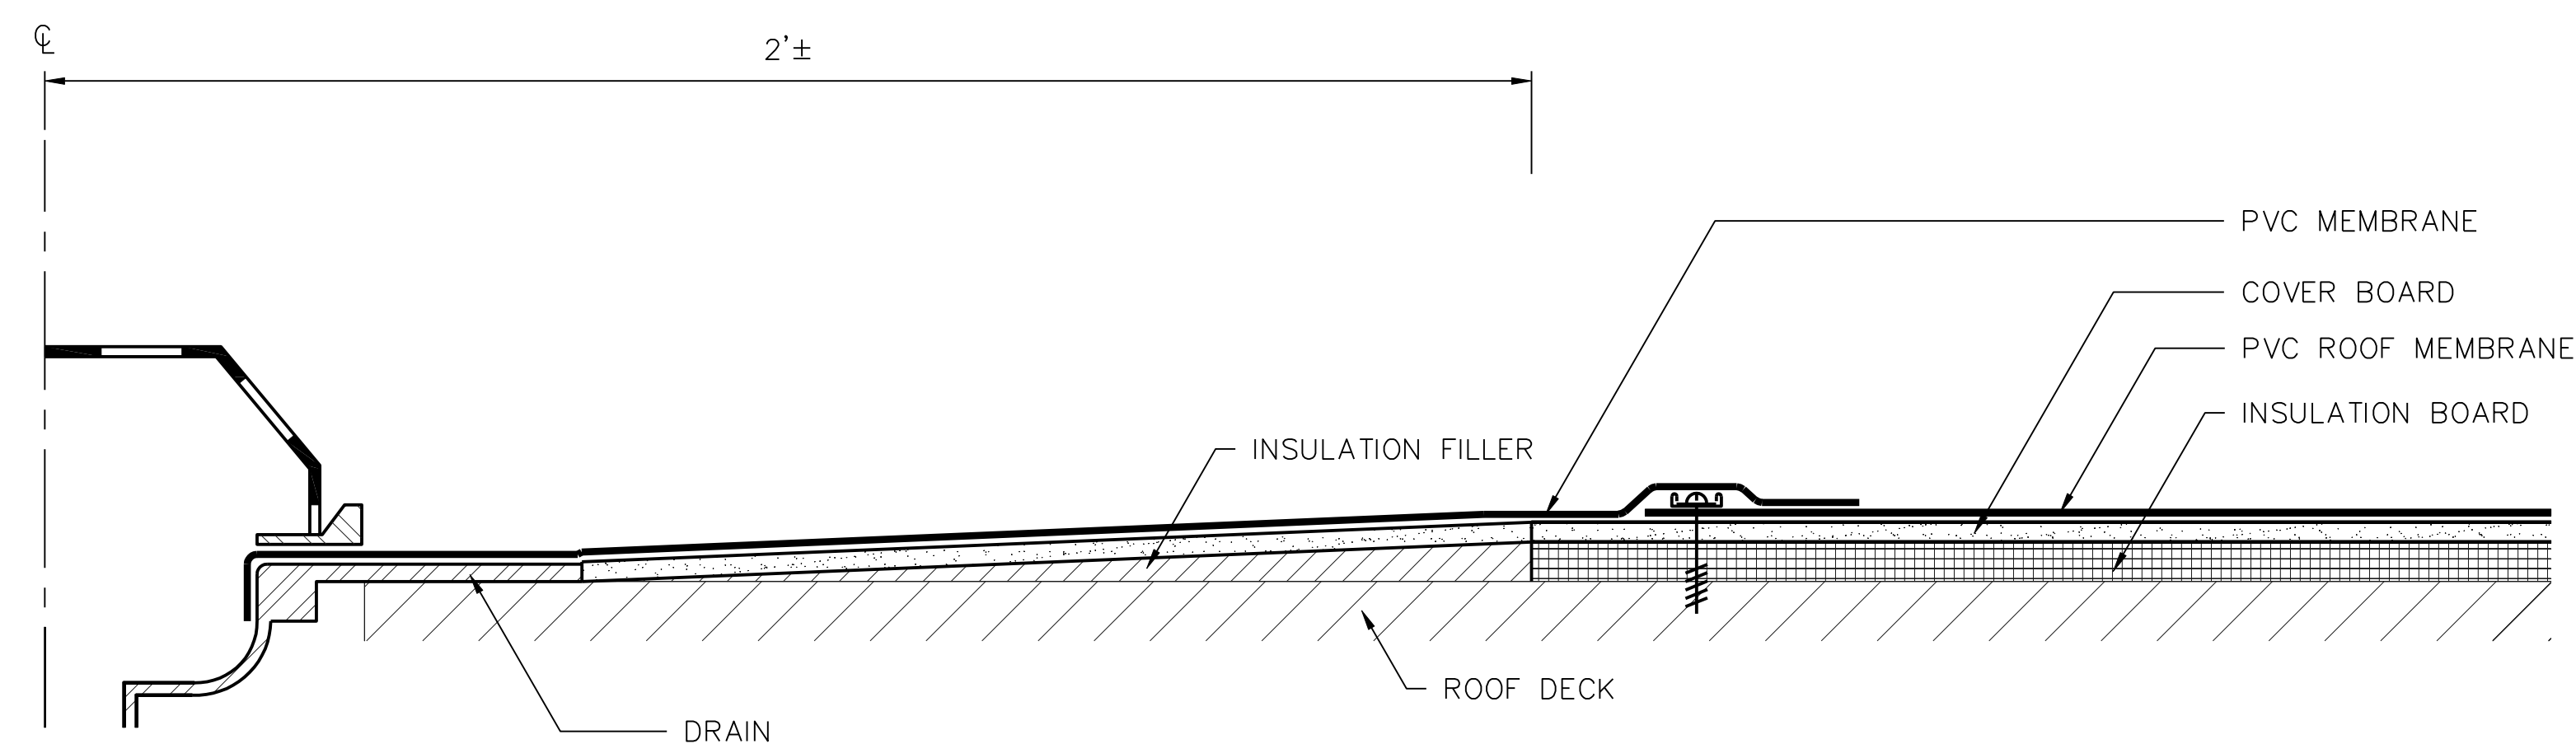 ℄
2'±
PVC MEMBRANE
COVER BOARD
PVC ROOF MEMBRANE
INSULATION BOARD
INSULATION FILLER
ROOF DECK
DRAIN